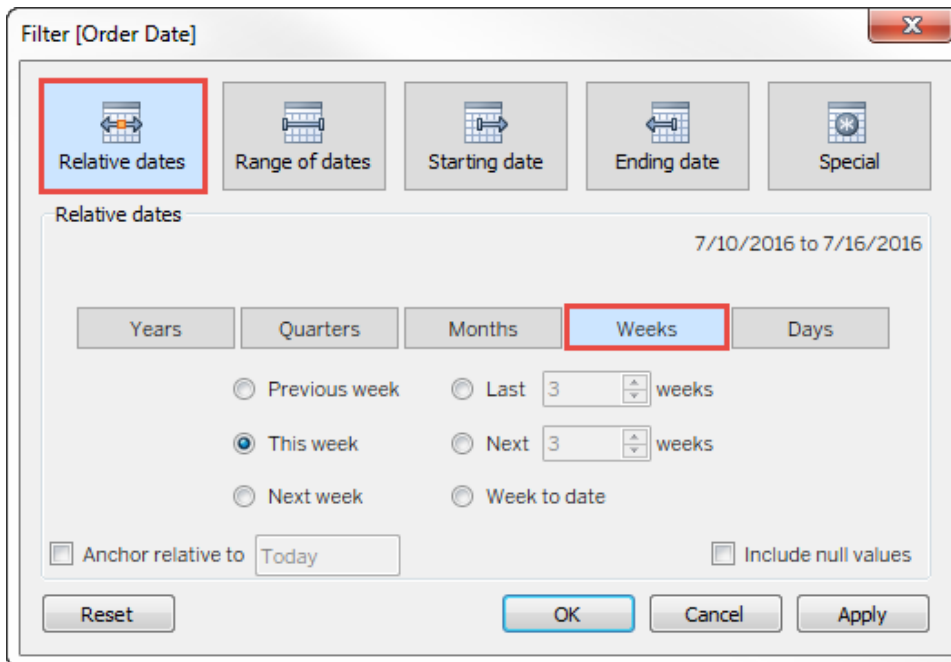 Filter [Order Date]
Relative dates Range of dates Starting date Ending date Special
Relative dates
7/10/2016 to 7/16/2016
Years Quarters Months Weeks Days
Previous week Last 3 weeks
This week Next 3 weeks
Next week Week to date
Anchor relative to Today Include null values
Reset OK Cancel Apply